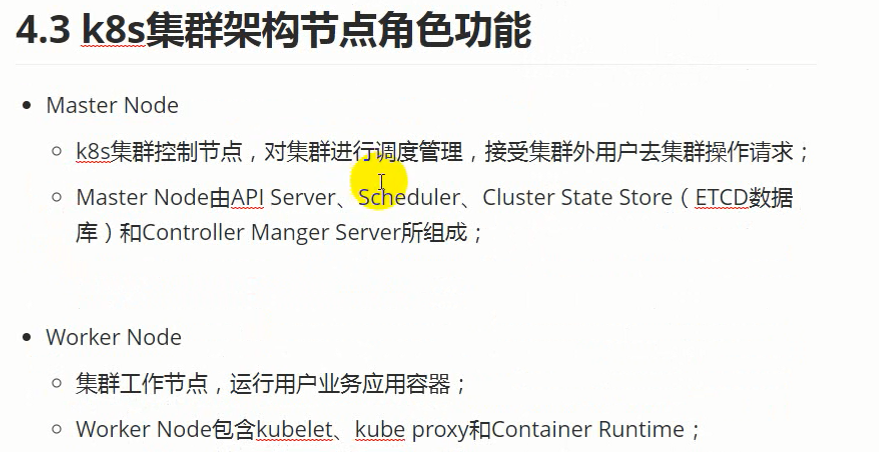 4.3 k8s集群架构节点角色功能
Master Node
k8s集群控制节点，对集群进行调度管理，接受集群外用户去集群操作请求；
Master Node由API Server、Scheduler、Cluster State Store（ETCD数据
库）和Controller Manger Server所组成；
Worker Node
集群工作节点，运行用户业务应用容器；
Worker Node包含kubelet、kube proxy和Container Runtime；